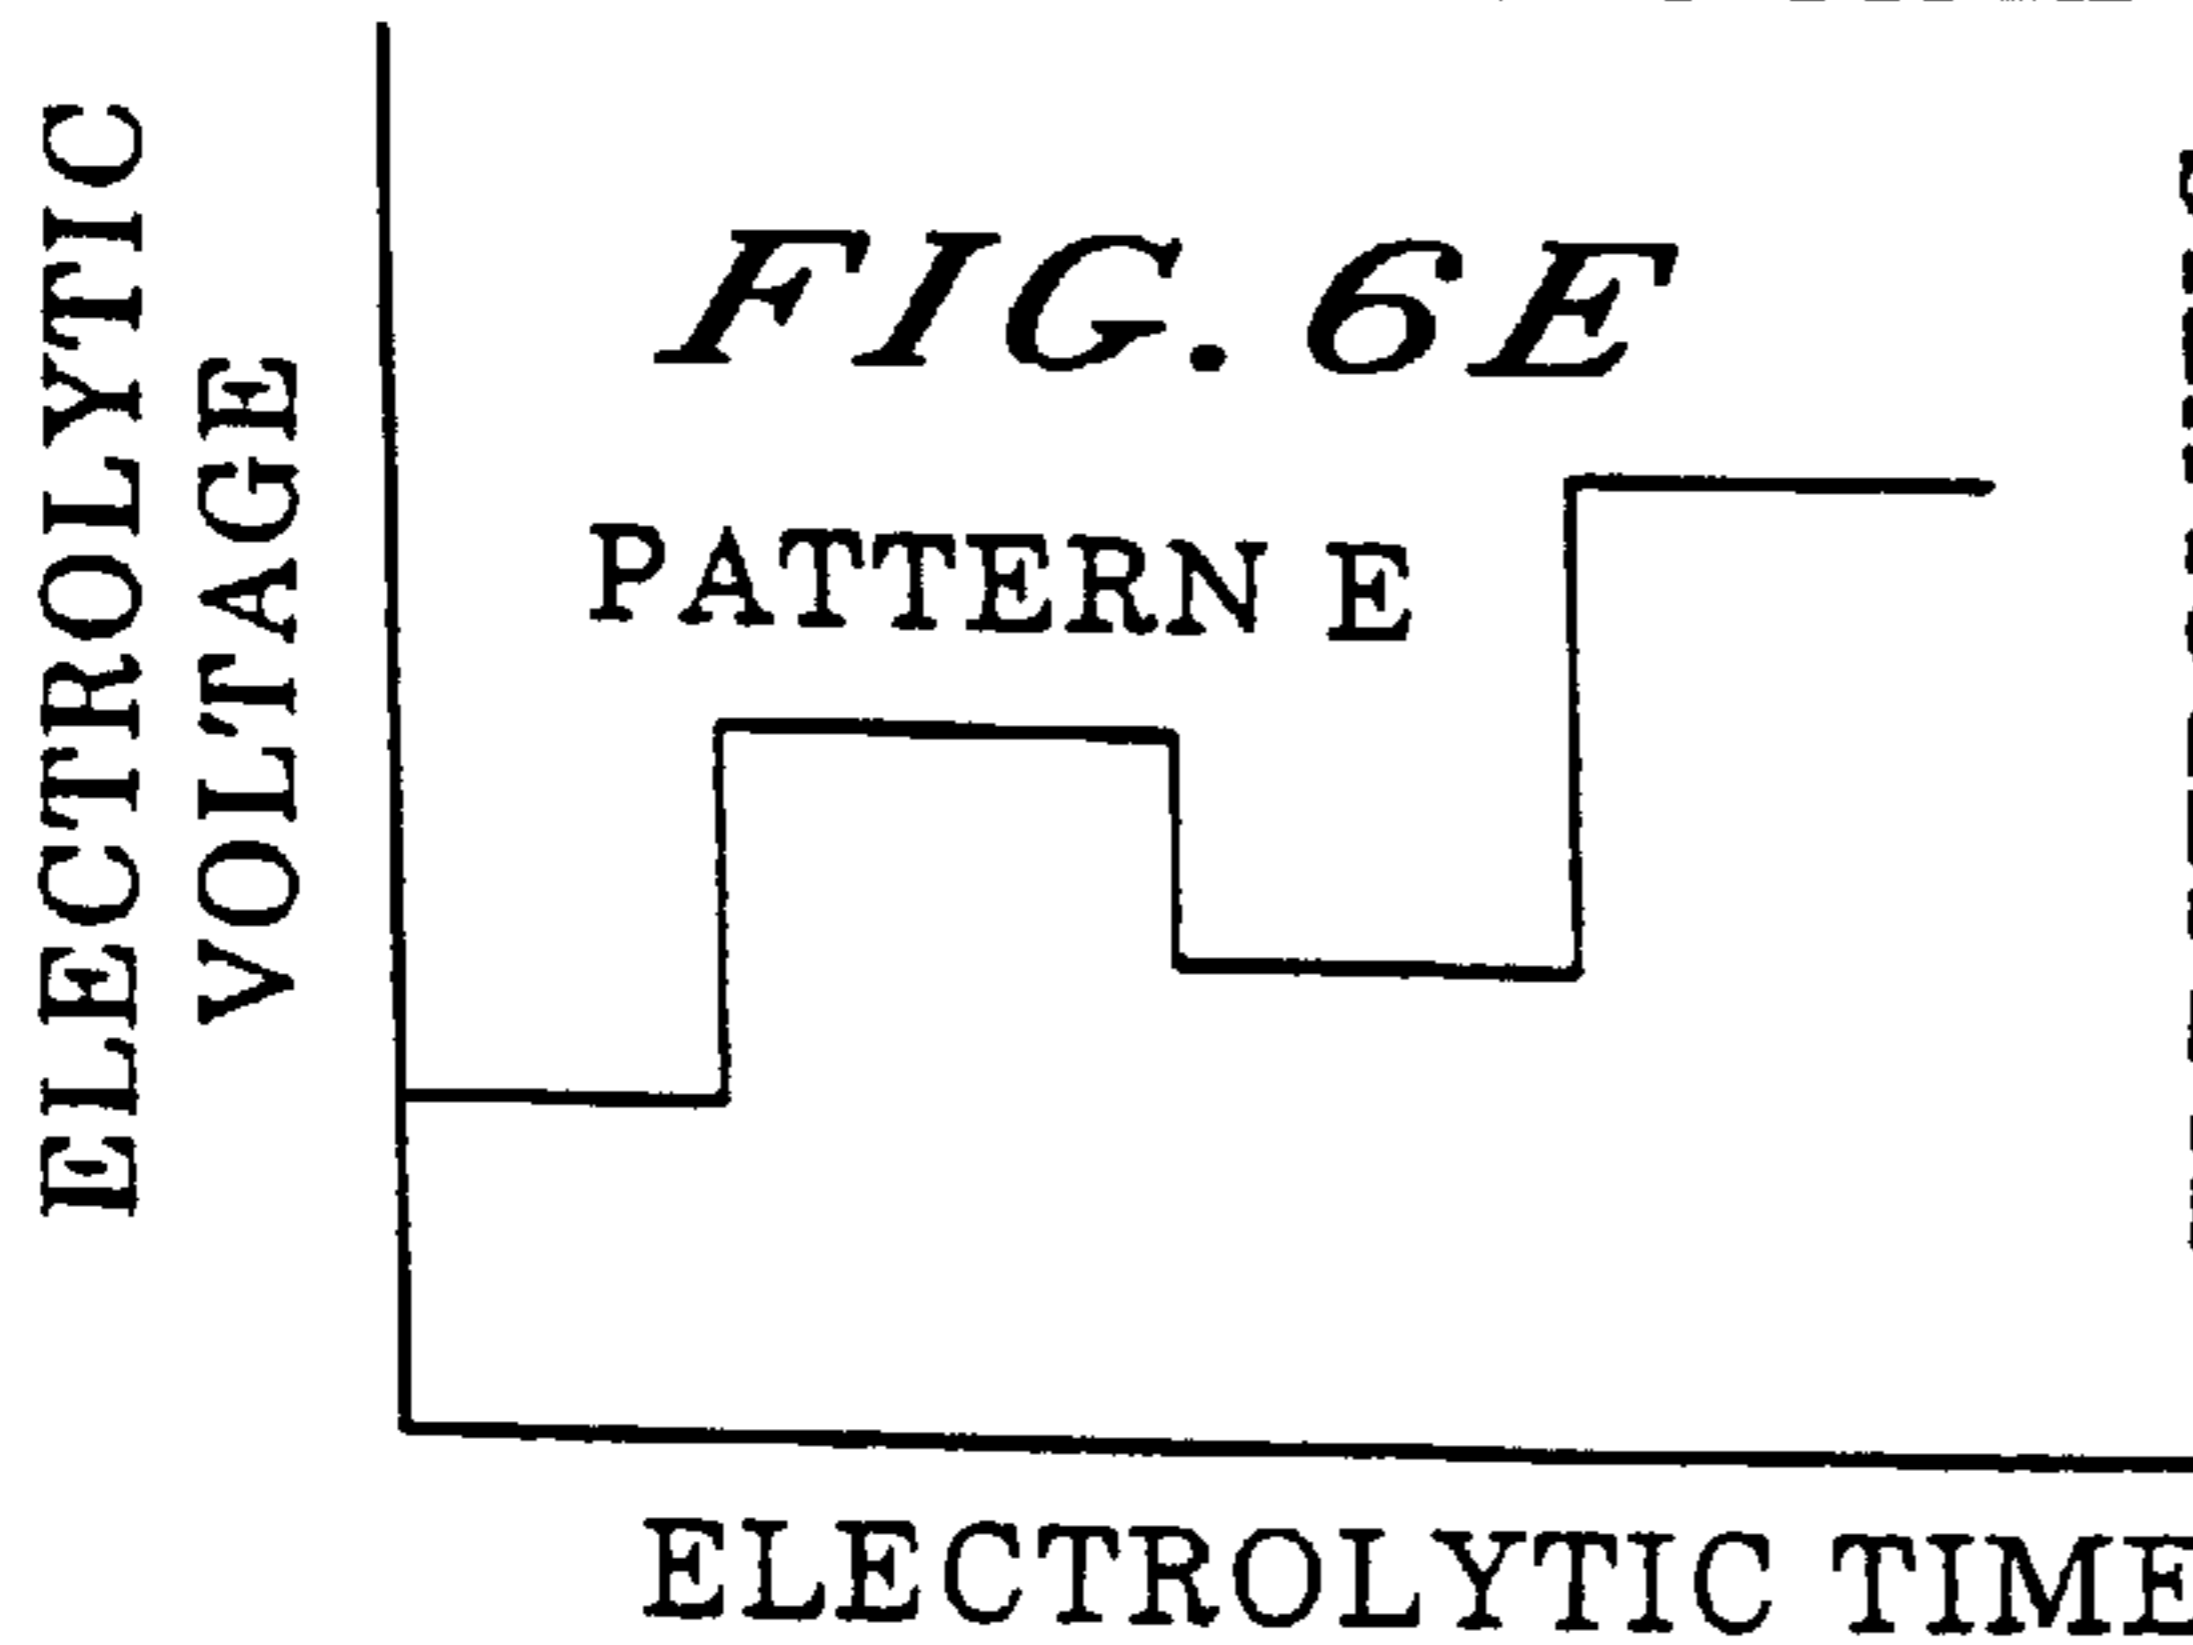 ELECTROLYTIC
VOLTAGE
FIG. 6E
PATTERN E
ELECTROLYTIC TIME